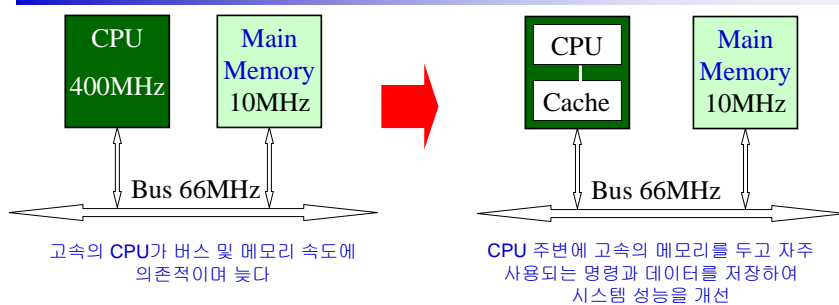 CPU
400MHz
Main
Memory
10MHz
Bus 66MHz
고속의 CPU가 버스 및 메모리 속도에
의존적이며 늦다
CPU
Cache
Main
Memory
10MHz
Bus 66MHz
CPU 주변에 고속의 메모리를 두고 자주
사용되는 명령과 데이터를 저장하여
시스템 성능을 개선